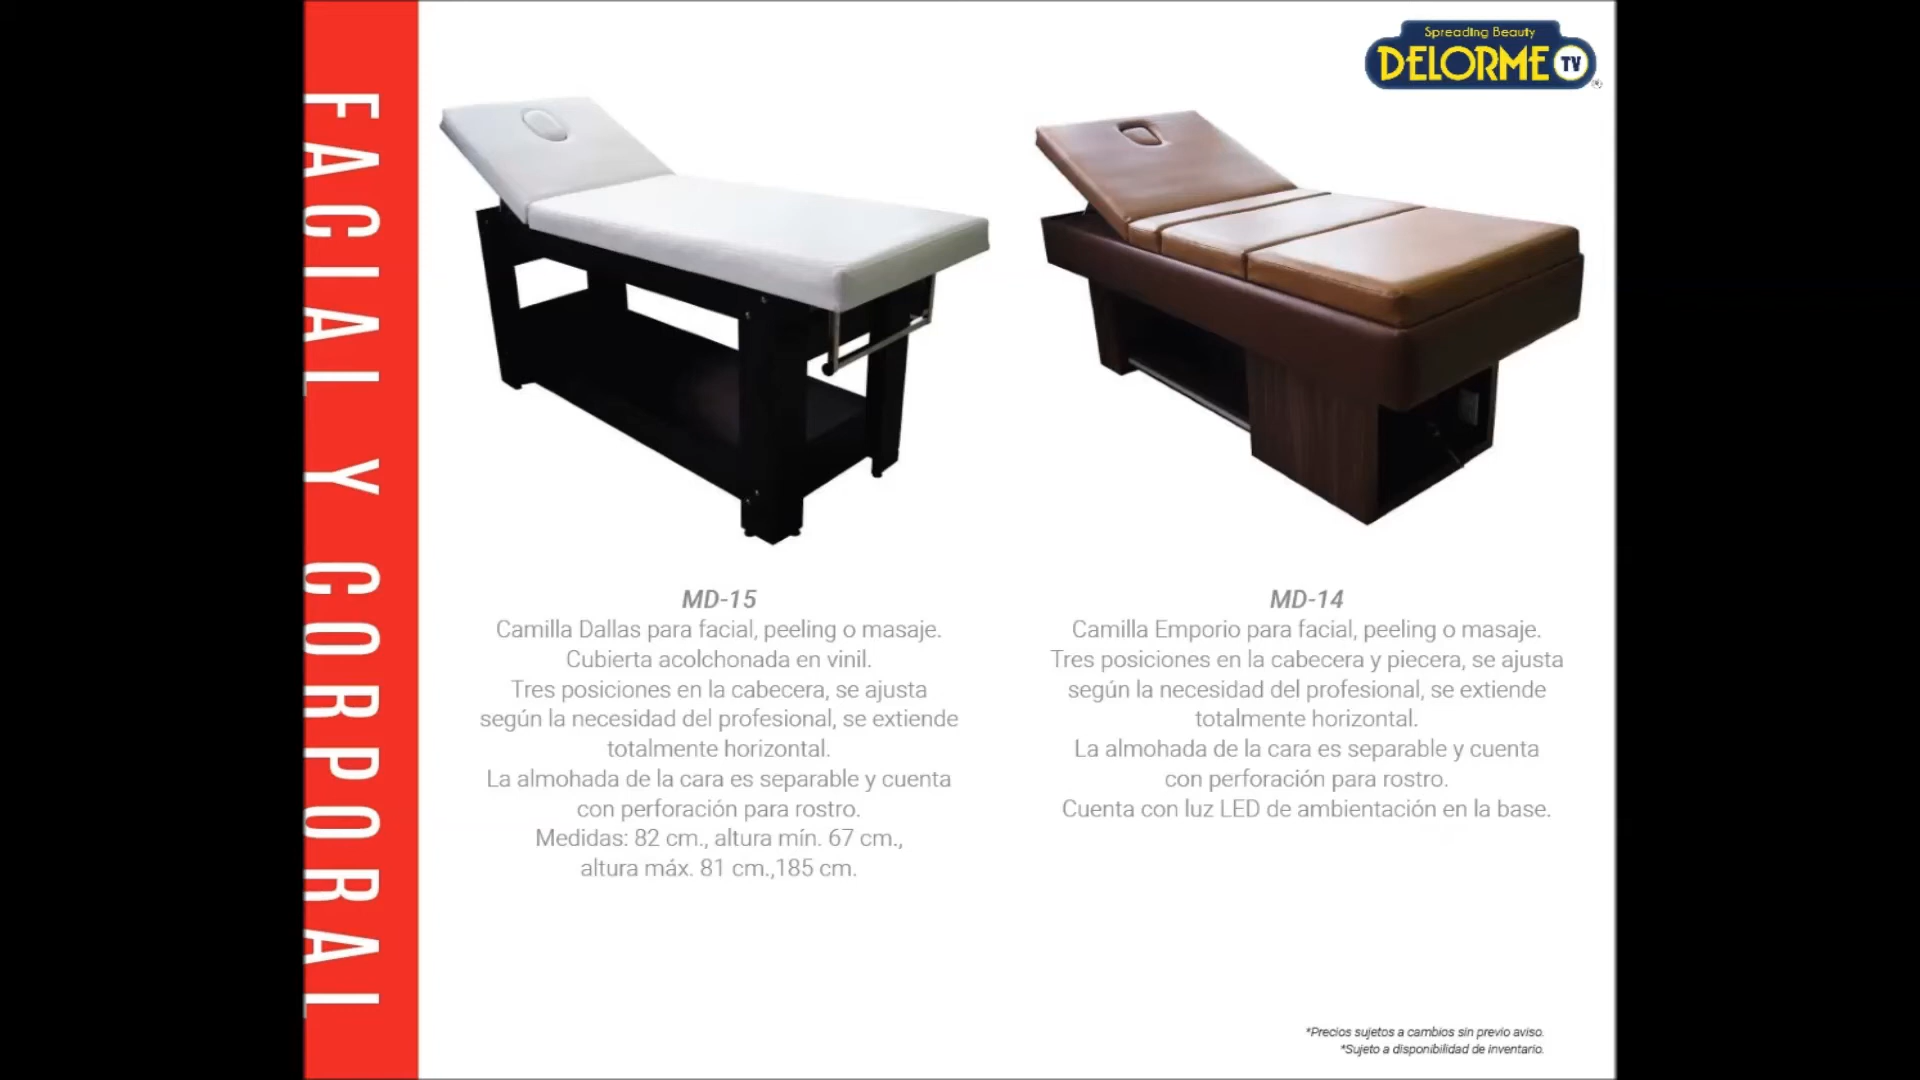 FACIAL Y CORPORAL
Spreading Beauty
DELORME TV
MD-15
Camilla Dallas para facial, peeling o masaje.
Cubierta acolchonada en vinil.
Tres posiciones en la cabecera, se ajusta
según la necesidad del profesional, se extiende
totalmente horizontal.
La almohada de la cara es separable y cuenta
con perforación para rostro.
Medidas: 82 cm., altura mín. 67 cm.,
altura máx. 81 cm.,185 cm.
MD-14
Camilla Emporio para facial, peeling o masaje.
Tres posiciones en la cabecera y piecera, se ajusta
según la necesidad del profesional, se extiende
totalmente horizontal.
La almohada de la cara es separable y cuenta
con perforación para rostro.
Cuenta con luz LED de ambientación en la base.
*Precios sujetos a cambios sin previo aviso.
*Sujeto a disponibilidad de inventario.